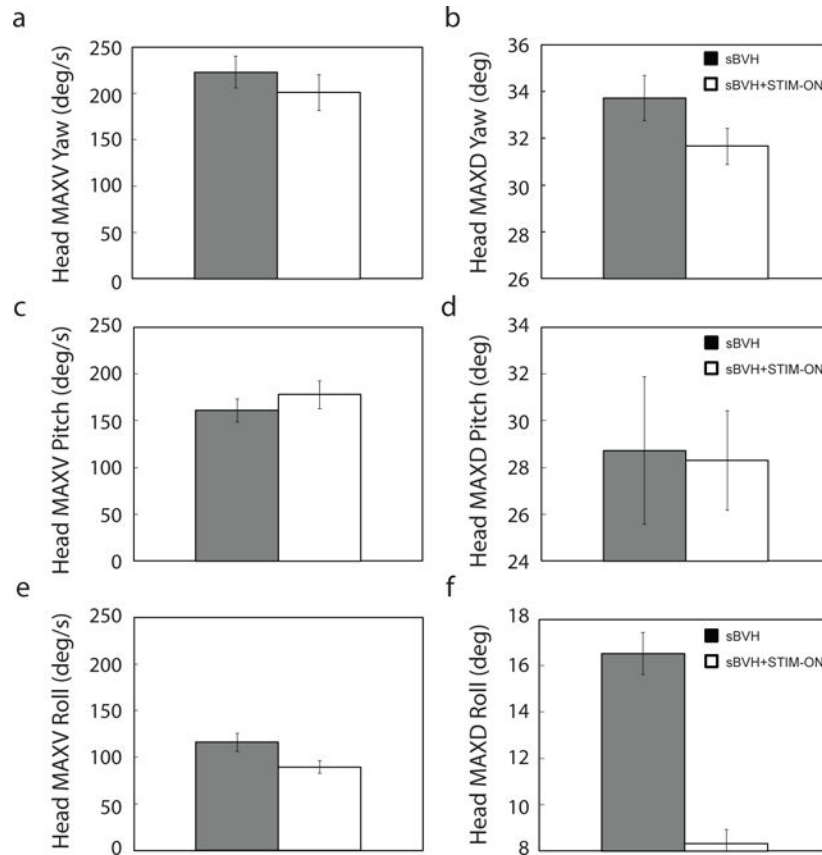 a
Head MAXV Yaw (deg/s)
250
200
150
100
50
0
b
Head MAXD Yaw (deg)
36
34
32
30
28
26
sBVH
sBVH+STIM-ON
c
Head MAXV Pitch (deg/s)
250
200
150
100
50
0
d
Head MAXD Pitch (deg)
34
32
30
28
26
24
sBVH
sBVH+STIM-ON
e
Head MAXV Roll (deg/s)
250
200
150
100
50
0
f
Head MAXD Roll (deg)
18
16
14
12
10
8
sBVH
sBVH+STIM-ON